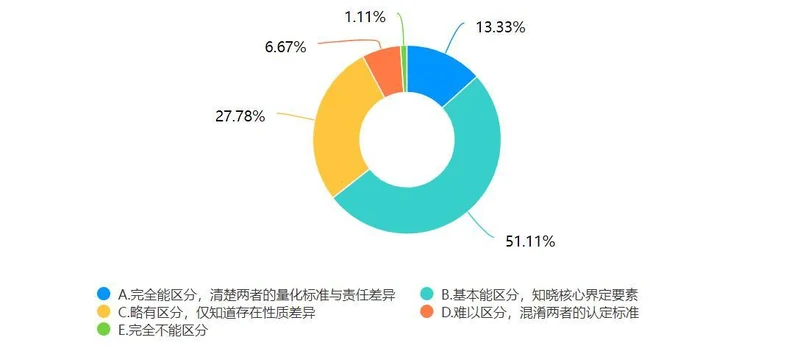 1.11%
13.33%
6.67%
27.78%
51.11%
A.完全能区分，清楚两者的量化标准与责任差异
B.基本能区分，知晓核心界定要素
C.略有区分，仅知道存在性质差异
D.难以区分，混淆两者的认定标准
E.完全不能区分